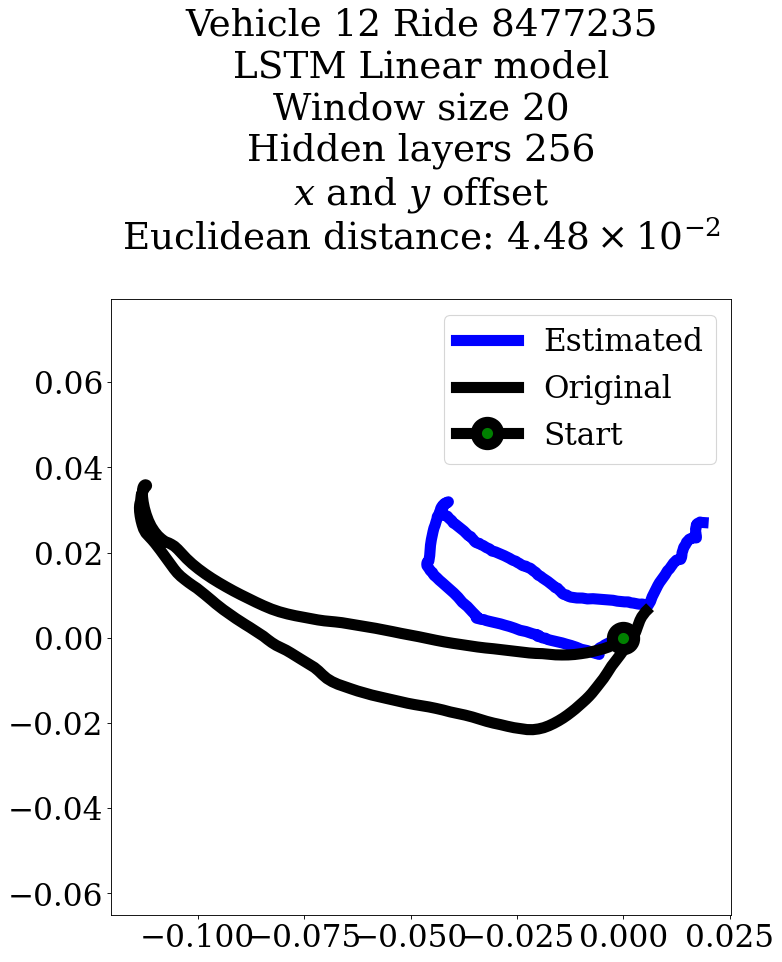 Vehicle 12 Ride 8477235
LSTM Linear model
Window size 20
Hidden layers 256
x and y offset
Euclidean distance: 4.48 × 10⁻²
Estimated
Original
Start
0.06
0.04
0.02
0.00
−0.02
−0.04
−0.06
−0.100 −0.075 −0.050 −0.025 0.000 0.025